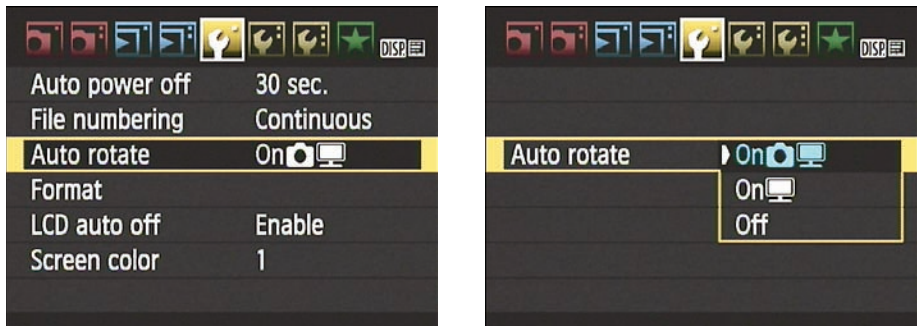 DISP.
Auto power off 30 sec.
File numbering Continuous
Auto rotate On
Format
LCD auto off Enable
Screen color 1
DISP.
Auto rotate On
On
Off